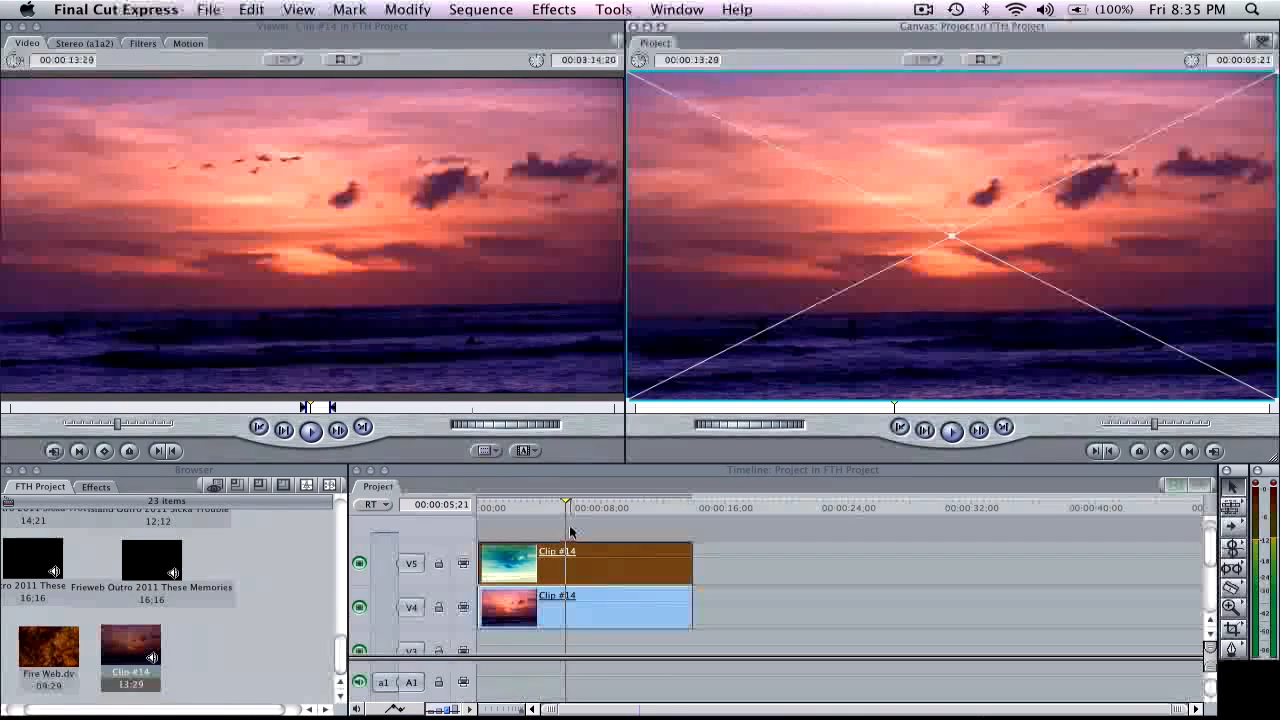 Final Cut Express File Edit View Mark Modify Sequence Effects Tools Window Help (100%) Fri 8:35 PM
Viewer: Clip #14 in FTH Project
Canvas: Project in FTH Project
Video Stereo (a1a2) Filters Motion
Project
00:00:13:29 00:03:14:20
00:00:13:29 00:00:05:21
Browser
Timeline: Project in FTH Project
FTH Project Effects
Project
23 items
RT 00:00:05;21
00;00 00:00:08;00 00:00:16;00 00:00:24;00 00:00:32;00 00:00:40;00 00
14;21 12;12
V5 Clip #14
tro 2011 These Frieweb Outro 2011 These Memories
16;16 16;16
V4 Clip #14
V3
Fire Web.dv Clip #14
09:29 13:29
a1 A1
0
-12